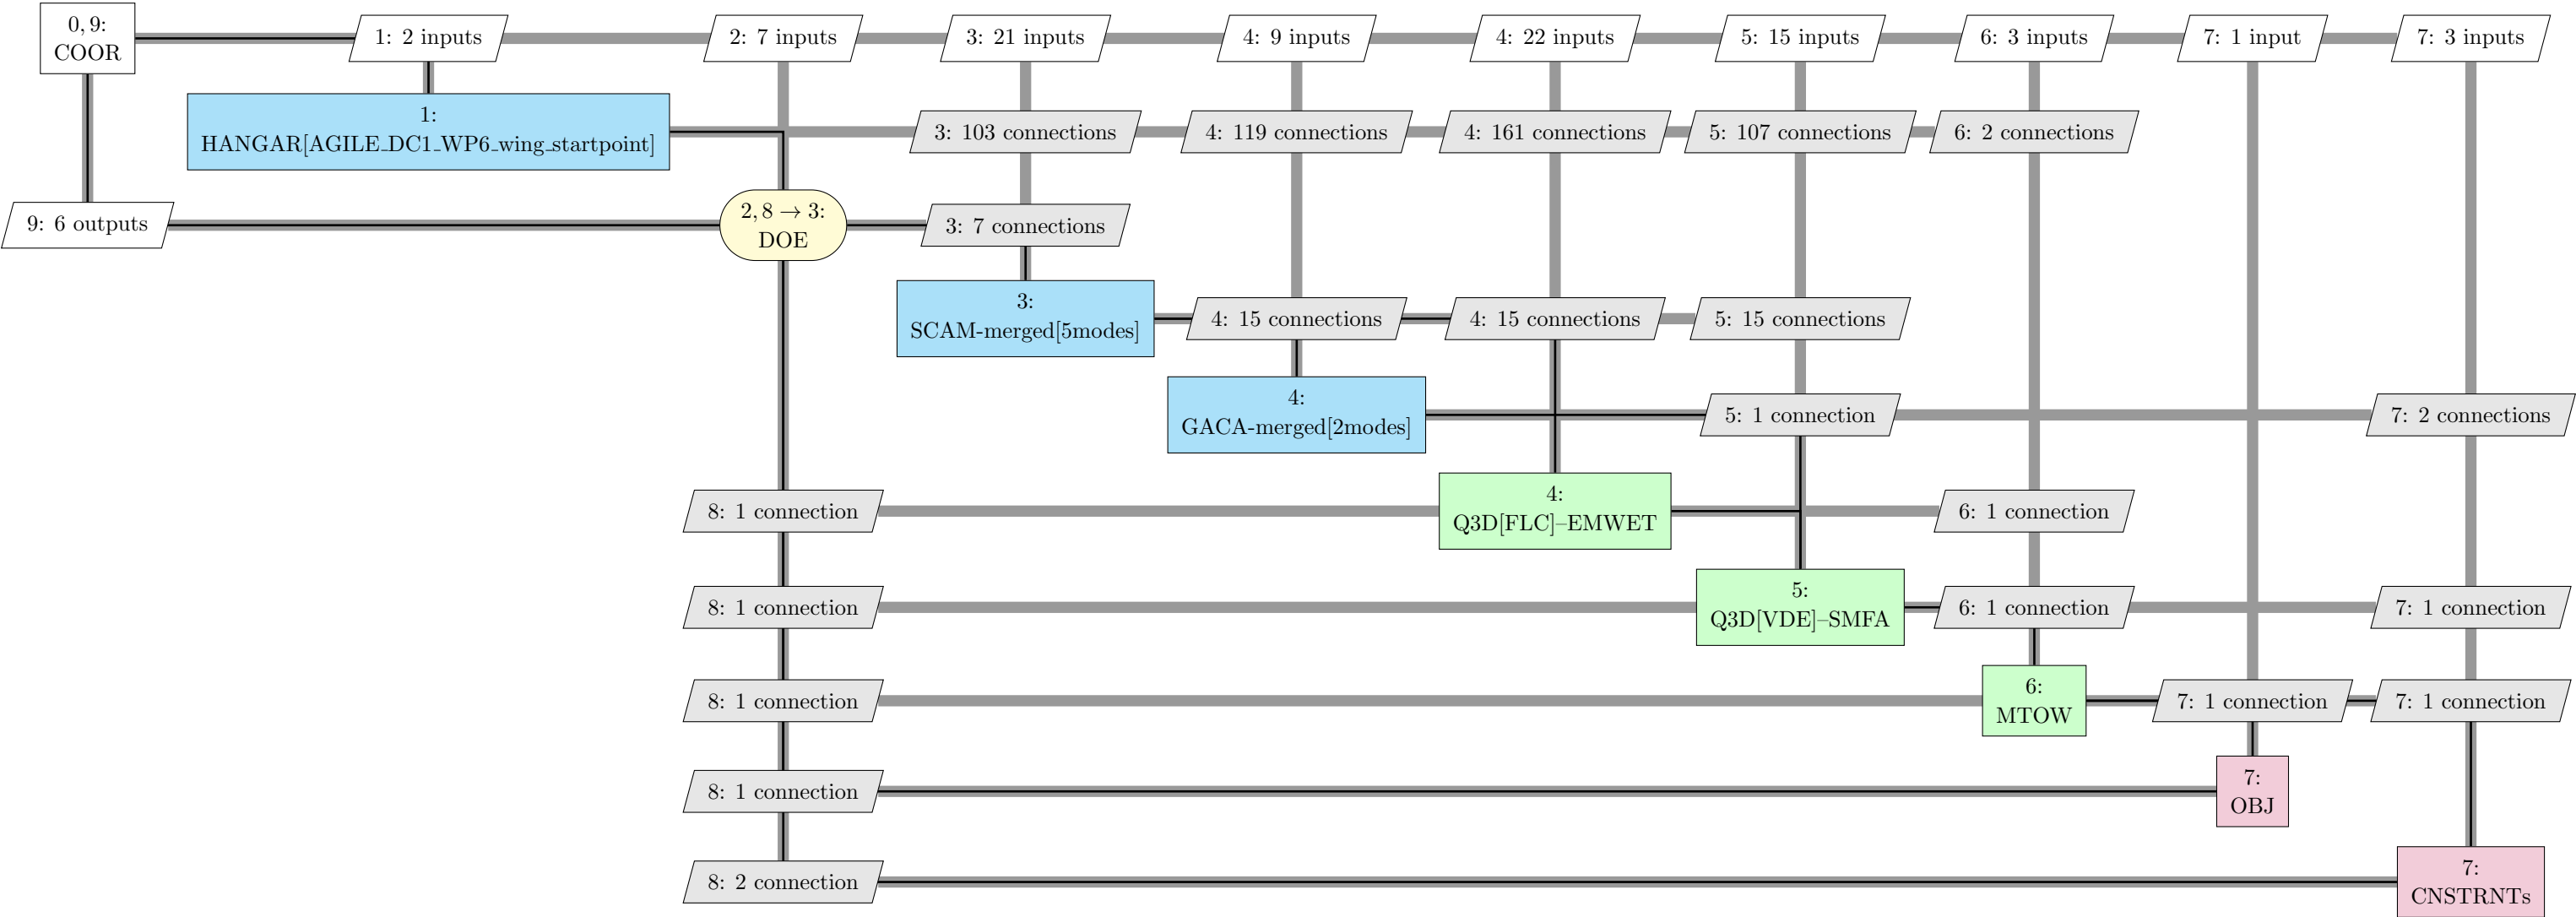 0, 9:
COOR
1: 2 inputs
2: 7 inputs
3: 21 inputs
4: 9 inputs
4: 22 inputs
5: 15 inputs
6: 3 inputs
7: 1 input
7: 3 inputs
1:
HANGAR[AGILE_DC1_WP6_wing_startpoint]
3: 103 connections
4: 119 connections
4: 161 connections
5: 107 connections
6: 2 connections
9: 6 outputs
2, 8 → 3:
DOE
3: 7 connections
3:
SCAM-merged[5modes]
4: 15 connections
4: 15 connections
5: 15 connections
4:
GACA-merged[2modes]
5: 1 connection
7: 2 connections
8: 1 connection
4:
Q3D[FLC]–EMWET
6: 1 connection
8: 1 connection
5:
Q3D[VDE]–SMFA
6: 1 connection
7: 1 connection
8: 1 connection
6:
MTOW
7: 1 connection
7: 1 connection
8: 1 connection
7:
OBJ
8: 2 connection
7:
CNSTRNTs